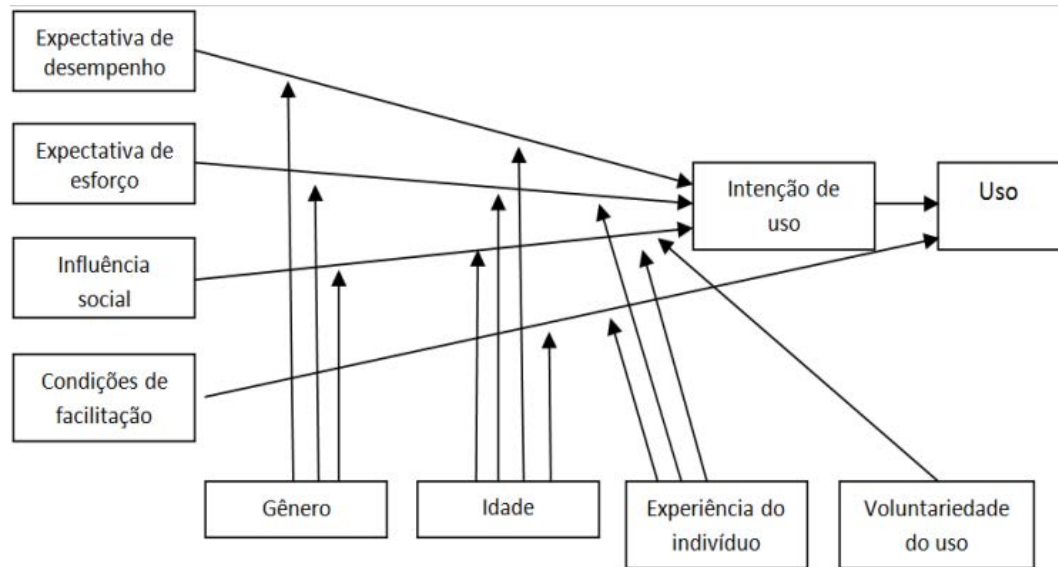 Expectativa de
desempenho
Expectativa de
esforço
Influência
social
Condições de
facilitação
Intenção de
uso
Uso
Gênero
Idade
Experiência do
indivíduo
Voluntariedade
do uso